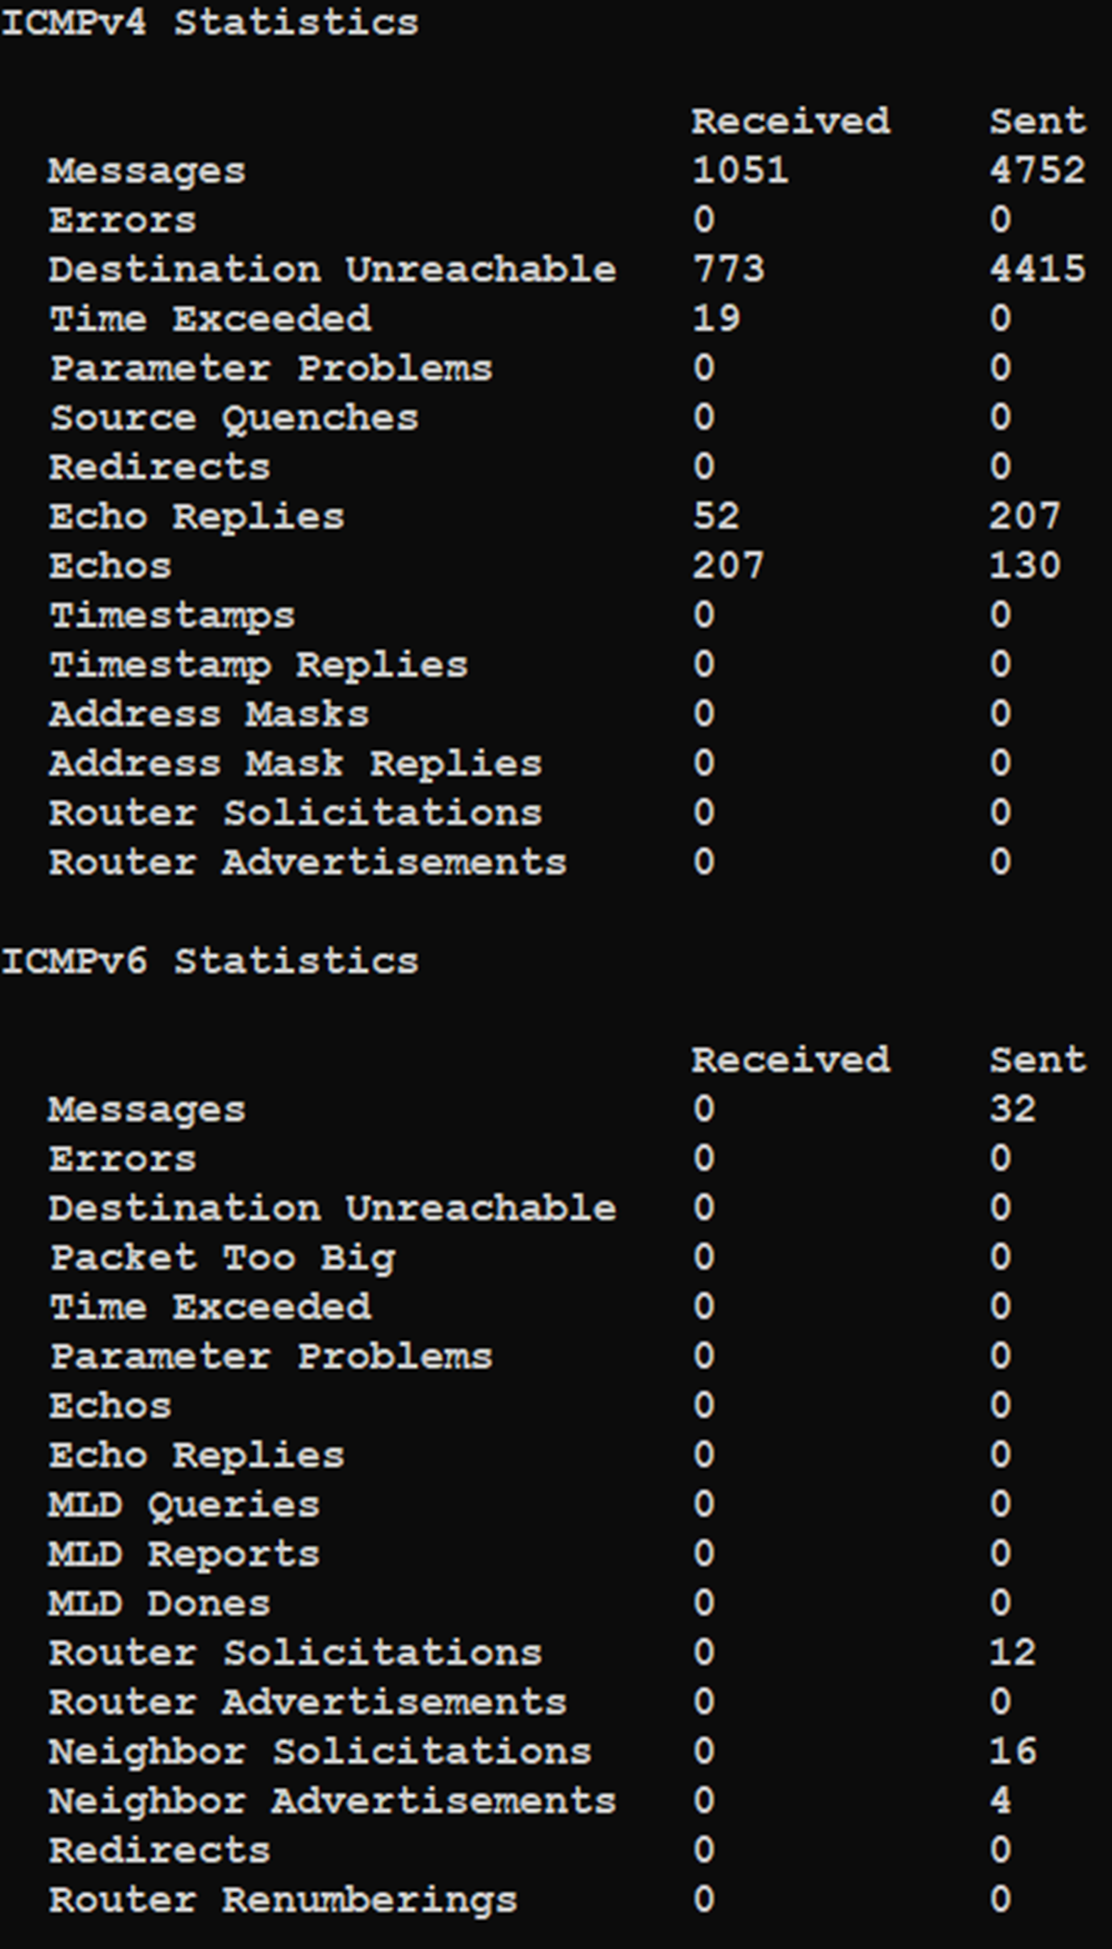 ICMPv4 Statistics
Received Sent
Messages 1051 4752
Errors 0 0
Destination Unreachable 773 4415
Time Exceeded 19 0
Parameter Problems 0 0
Source Quenches 0 0
Redirects 0 0
Echo Replies 52 207
Echos 207 130
Timestamps 0 0
Timestamp Replies 0 0
Address Masks 0 0
Address Mask Replies 0 0
Router Solicitations 0 0
Router Advertisements 0 0
ICMPv6 Statistics
Received Sent
Messages 0 32
Errors 0 0
Destination Unreachable 0 0
Packet Too Big 0 0
Time Exceeded 0 0
Parameter Problems 0 0
Echos 0 0
Echo Replies 0 0
MLD Queries 0 0
MLD Reports 0 0
MLD Dones 0 0
Router Solicitations 0 12
Router Advertisements 0 0
Neighbor Solicitations 0 16
Neighbor Advertisements 0 4
Redirects 0 0
Router Renumberings 0 0